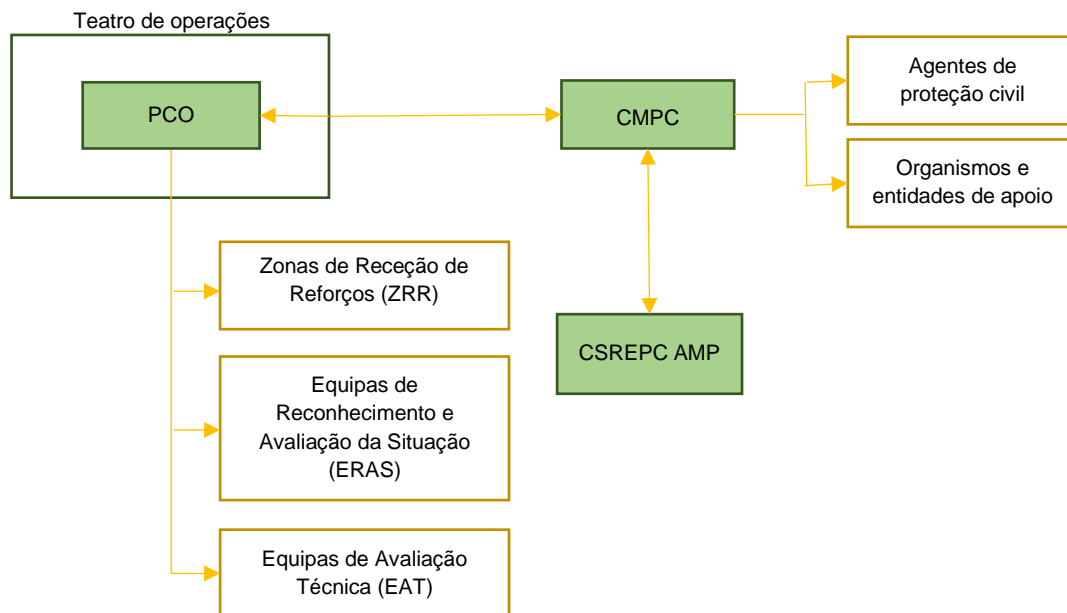 Teatro de operações
PCO
CMPC
Agentes de
proteção civil
Organismos e
entidades de apoio
Zonas de Receção de
Reforços (ZRR)
CSREPC AMP
Equipas de
Reconhecimento e
Avaliação da Situação
(ERAS)
Equipas de Avaliação
Técnica (EAT)